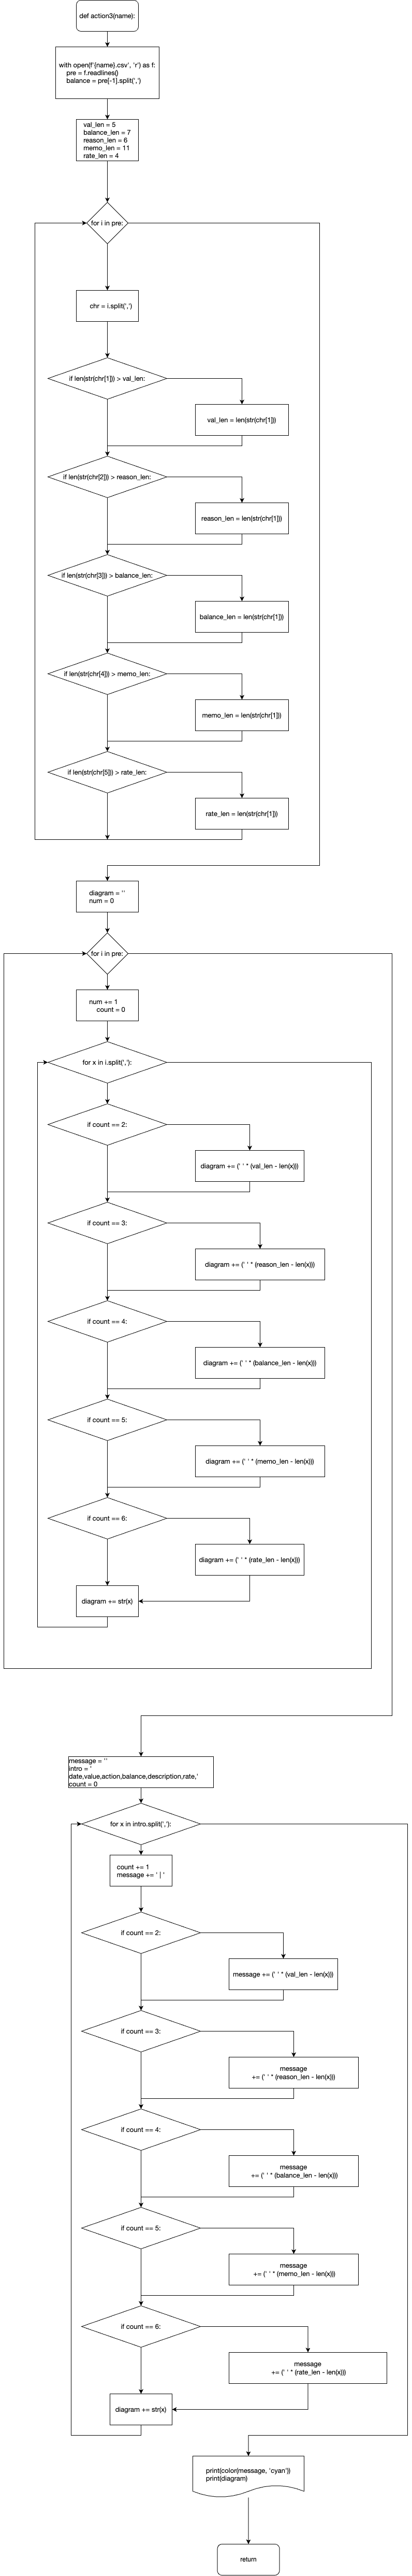 def action3(name):
with open(f'{name}.csv', 'r') as f:
pre = f.readlines()
balance = pre[-1].split(',')
val_len = 5
balance_len = 7
reason_len = 6
memo_len = 11
rate_len = 4
for i in pre:
chr = i.split(',')
if len(str(chr[1])) > val_len:
val_len = len(str(chr[1]))
if len(str(chr[2])) > reason_len:
reason_len = len(str(chr[1]))
if len(str(chr[3])) > balance_len:
balance_len = len(str(chr[1]))
if len(str(chr[4])) > memo_len:
memo_len = len(str(chr[1]))
if len(str(chr[5])) > rate_len:
rate_len = len(str(chr[1]))
diagram = ''
num = 0
for i in pre:
num += 1
count = 0
for x in i.split(','):
if count == 2:
diagram += (' ' * (val_len - len(x)))
if count == 3:
diagram += (' ' * (reason_len - len(x)))
if count == 4:
diagram += (' ' * (balance_len - len(x)))
if count == 5:
diagram += (' ' * (memo_len - len(x)))
if count == 6:
diagram += (' ' * (rate_len - len(x)))
diagram += str(x)
message = ''
intro = '
date,value,action,balance,description,rate,'
count = 0
for x in intro.split(','):
count += 1
message += ' | '
if count == 2:
message += (' ' * (val_len - len(x)))
if count == 3:
message
+= (' ' * (reason_len - len(x)))
if count == 4:
message
+= (' ' * (balance_len - len(x)))
if count == 5:
message
+= (' ' * (memo_len - len(x)))
if count == 6:
message
+= (' ' * (rate_len - len(x)))
diagram += str(x)
print(color(message, 'cyan'))
print(diagram)
return